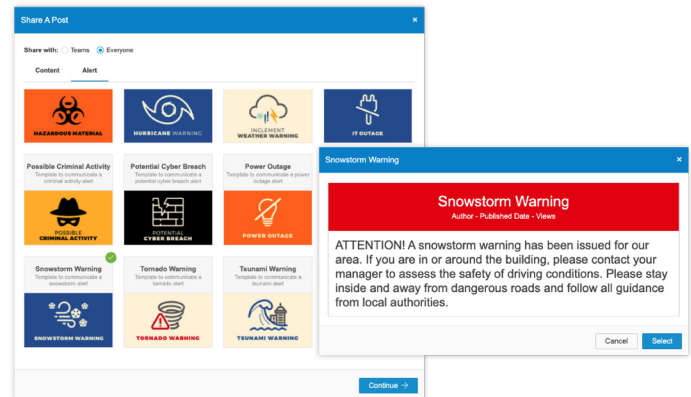 Share A Post
×
Share with: Teams Everyone
Content Alert
HAZARDOUS MATERIAL
HURRICANE WARNING
INCLEMENT
WEATHER WARNING
IT OUTAGE
Possible Criminal Activity
Template to communicate a
criminal activity alert
POSSIBLE
CRIMINAL ACTIVITY
Potential Cyber Breach
Template to communicate a
potential cyber breach alert
POTENTIAL
CYBER BREACH
Power Outage
Template to communicate a power
outage alert
POWER OUTAGE
Snowstorm Warning
Template to communicate a
snowstorm alert
SNOWSTORM WARNING
Tornado Warning
Template to communicate a
tornado alert
TORNADO WARNING
Tsunami Warning
Template to communicate a
tsunami alert
TSUNAMI WARNING
Continue →
Snowstorm Warning
×
Snowstorm Warning
Author - Published Date - Views
ATTENTION! A snowstorm warning has been issued for our
area. If you are in or around the building, please contact your
manager to assess the safety of driving conditions. Please stay
inside and away from dangerous roads and follow all guidance
from local authorities.
Cancel
Select